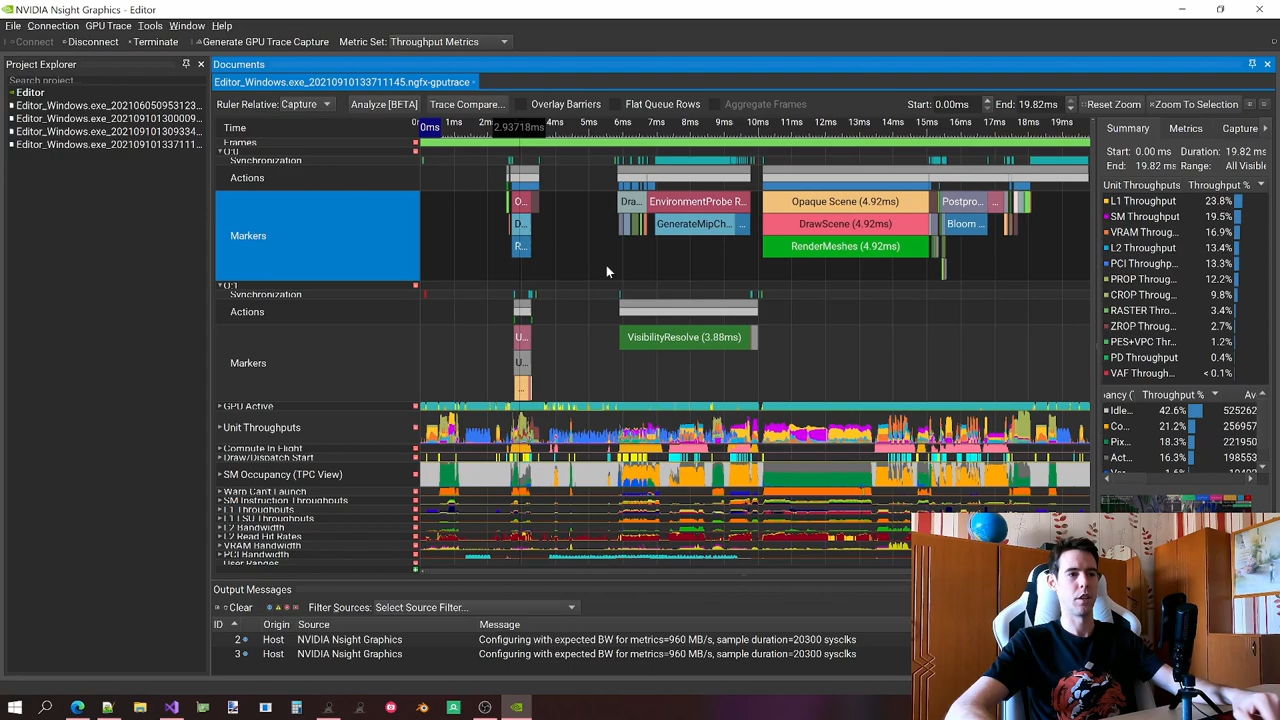 NVIDIA Nsight Graphics - Editor
File Connection GPU Trace Tools Window Help
Connect Disconnect Terminate Generate GPU Trace Capture Metric Set: Throughput Metrics
Project Explorer
Documents
Search project...
Editor_Windows.exe_20210910133711145.ngfx-gputrace
Editor
Editor_Windows.exe_202106050953123...
Editor_Windows.exe_202109101300009...
Editor_Windows.exe_202109101309334...
Editor_Windows.exe_202109101337111...
Ruler Relative: Capture Analyze [BETA] Trace Compare... Overlay Barriers Flat Queue Rows Aggregate Frames Start: 0.00ms End: 19.82ms Reset Zoom Zoom To Selection
Time 0ms 1ms 2.93718ms 4ms 5ms 6ms 7ms 8ms 9ms 10ms 11ms 12ms 13ms 14ms 15ms 16ms 17ms 18ms 19ms
Frames
Q:0
Synchronization
Actions
Markers
O... Dra... EnvironmentProbe R... Opaque Scene (4.92ms) Postpro... ...
D... GenerateMipCh... ... DrawScene (4.92ms) Bloom ...
R... RenderMeshes (4.92ms)
Q:1
Synchronization
Actions
Markers
U... VisibilityResolve (3.88ms)
U...
...
GPU Active
Unit Throughputs
Compute In Flight
Draw/Dispatch Start
SM Occupancy (TPC View)
Warp Can't Launch
SM Instruction Throughputs
L1 Throughputs
L1 LSU Throughputs
L2 Bandwidth
L2 Read Hit Rates
VRAM Bandwidth
PCI Bandwidth
User Ranges
Summary Metrics Capture
Start: 0.00 ms Duration: 19.82 ms
End: 19.82 ms Range: All Visible
Unit Throughputs Throughput %
L1 Throughput 23.8%
SM Throughput 19.5%
VRAM Throug... 16.9%
L2 Throughput 13.4%
PCI Throughp... 13.3%
PROP Throug... 12.2%
CROP Throug... 9.8%
RASTER Thro... 3.4%
ZROP Throug... 2.7%
PES+VPC Thr... 1.2%
PD Throughput 0.4%
VAF Through... < 0.1%
ancy ( Throughput % Av
Idle... 42.6% 525262
Co... 21.2% 256957
Pix... 18.3% 221950
Act... 16.3% 198553
Output Messages
Clear Filter Sources: Select Source Filter...
ID Origin Source Message
2 Host NVIDIA Nsight Graphics Configuring with expected BW for metrics=960 MB/s, sample duration=20300 sysclks
3 Host NVIDIA Nsight Graphics Configuring with expected BW for metrics=960 MB/s, sample duration=20300 sysclks